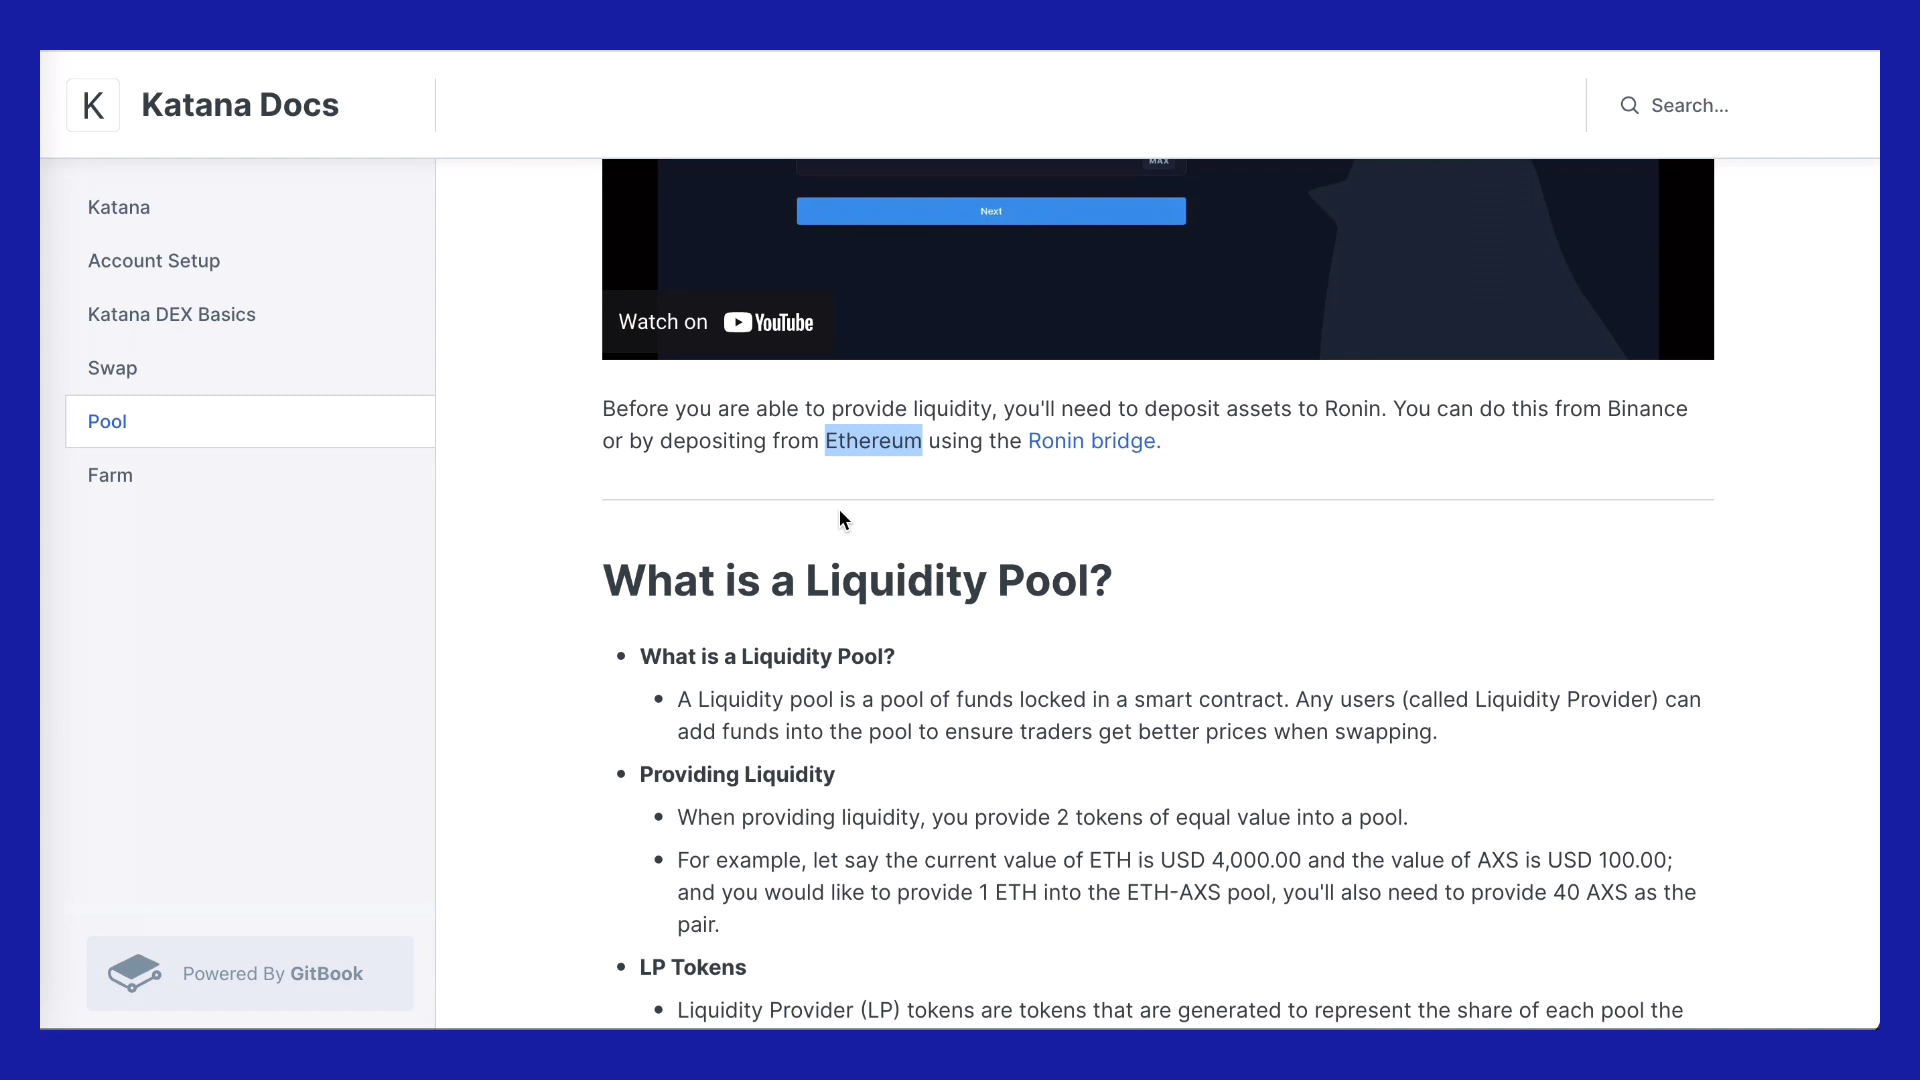 K Katana Docs
Search...
Katana
Account Setup
Katana DEX Basics
Swap
Pool
Farm
Powered By GitBook
MAX
Next
Watch on YouTube
Before you are able to provide liquidity, you'll need to deposit assets to Ronin. You can do this from Binance
or by depositing from Ethereum using the Ronin bridge.
What is a Liquidity Pool?
• What is a Liquidity Pool?
• A Liquidity pool is a pool of funds locked in a smart contract. Any users (called Liquidity Provider) can
add funds into the pool to ensure traders get better prices when swapping.
• Providing Liquidity
• When providing liquidity, you provide 2 tokens of equal value into a pool.
• For example, let say the current value of ETH is USD 4,000.00 and the value of AXS is USD 100.00;
and you would like to provide 1 ETH into the ETH-AXS pool, you'll also need to provide 40 AXS as the
pair.
• LP Tokens
• Liquidity Provider (LP) tokens are tokens that are generated to represent the share of each pool the